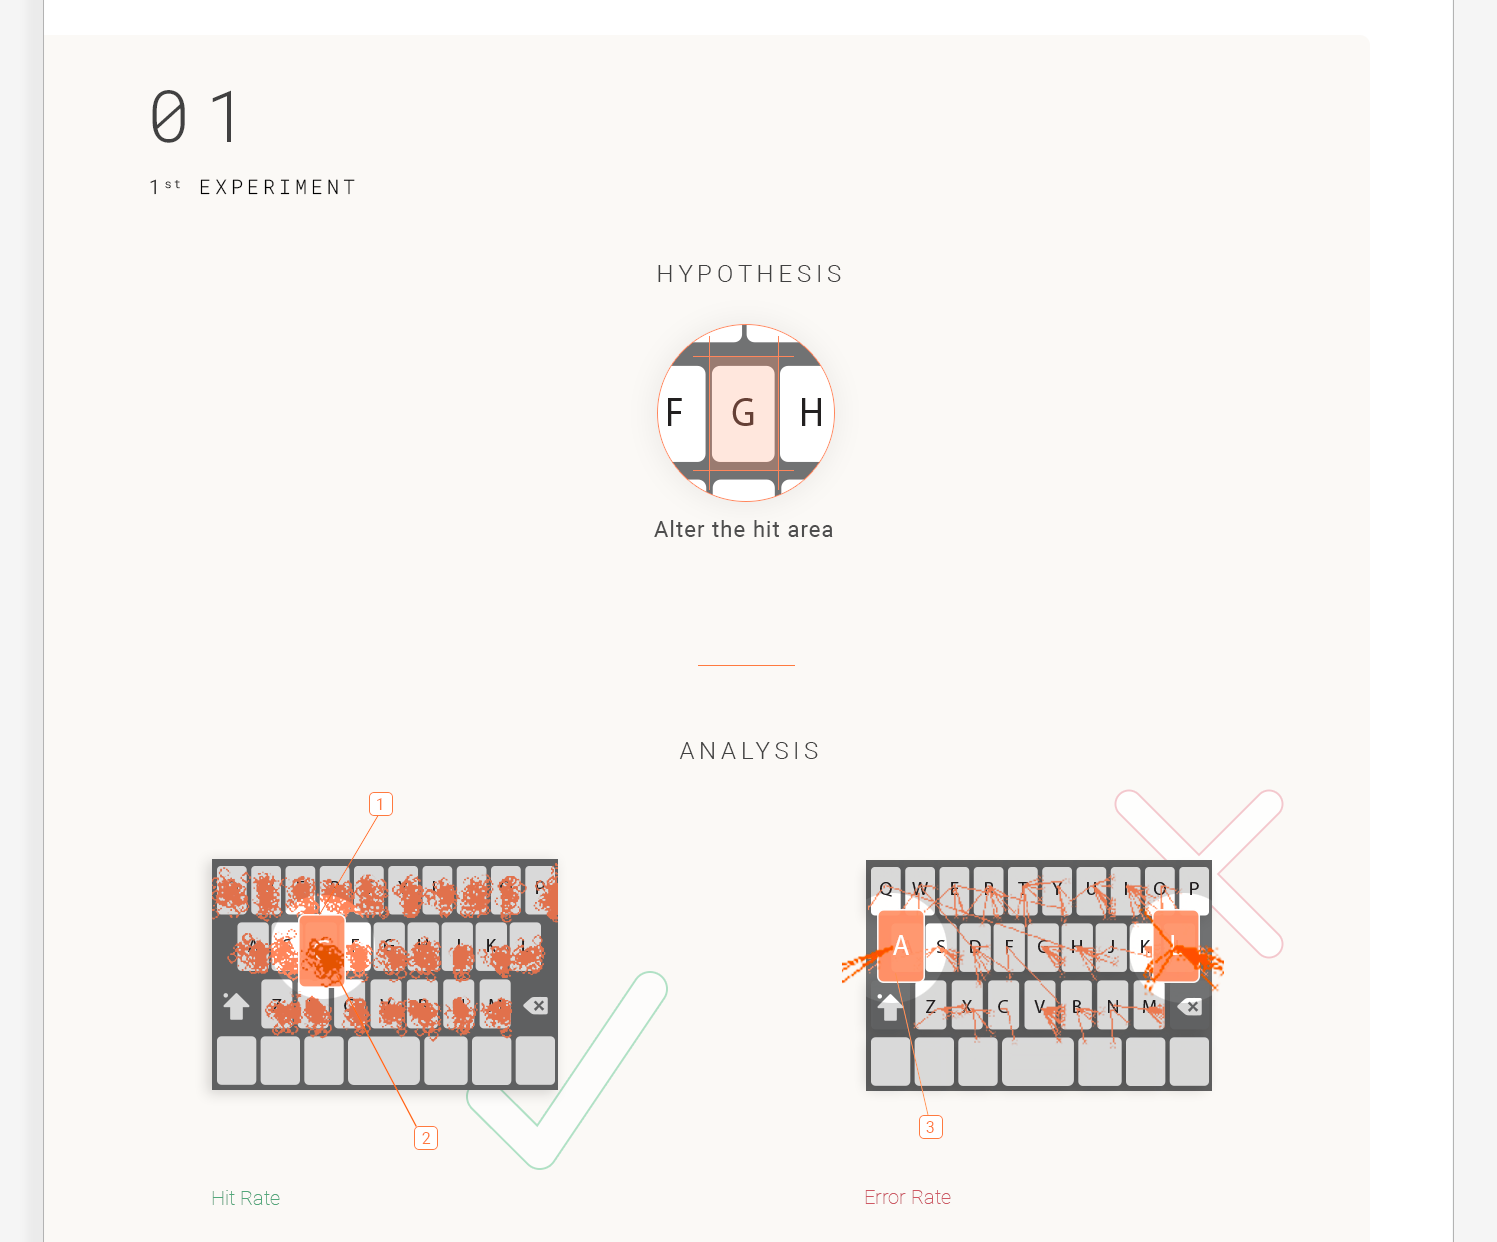 01
1st EXPERIMENT
HYPOTHESIS
F G H
Alter the hit area
ANALYSIS
1
2
Hit Rate
Q W E R T Y U I O P
A S D F G H J K L
Z X C V B N M
3
Error Rate